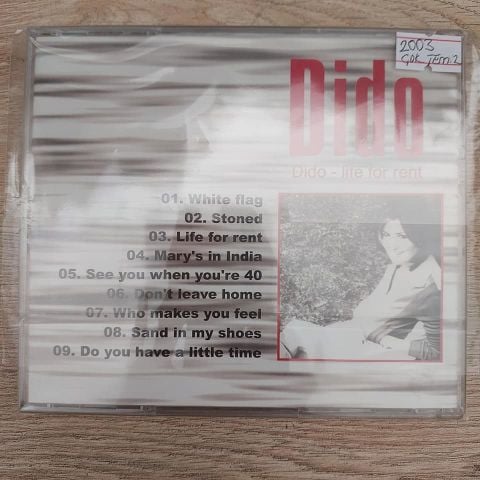 2003
ÇOK TEMİZ
Dido
Dido - life for rent
01. White flag
02. Stoned
03. Life for rent
04. Mary's in India
05. See you when you're 40
06. Don't leave home
07. Who makes you feel
08. Sand in my shoes
09. Do you have a little time